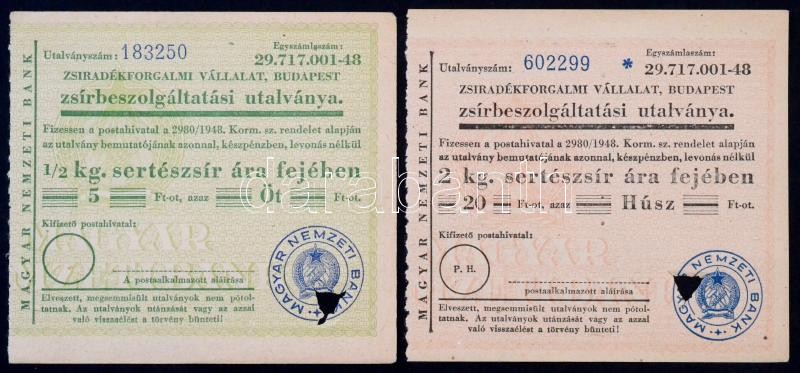 MAGYAR NEMZETI BANK
Utalványszám: 183250
Egyszámlaszám:
29.717.001-48
ZSIRADÉKFORGALMI VÁLLALAT, BUDAPEST
zsírbeszolgáltatási utalványa.
Fizessen a postahivatal a 2980/1948. Korm. sz. rendelet alapján
az utalvány bemutatójának azonnal, készpénzben, levonás nélkül
1/2 kg. sertészsír ára fejében
5 Ft-ot, azaz Öt Ft-ot.
Kifizető postahivatal:
A postaalkalmazott aláírása
Elveszett, megsemmisült utalványok nem pótol-
tatnak. Az utalványok utánzását vagy az azzal
való visszaélést a törvény bünteti!
MAGYAR NEMZETI BANK
MAGYAR NEMZETI BANK
Utalványszám: 602299 *
Egyszámlaszám:
29.717.001-48
ZSIRADÉKFORGALMI VÁLLALAT, BUDAPEST
zsírbeszolgáltatási utalványa.
Fizessen a postahivatal a 2980/1948. Korm. sz. rendelet alapján
az utalvány bemutatójának azonnal, készpénzben, levonás nélkül
2 kg. sertészsír ára fejében
20 Ft-ot, azaz Húsz Ft-ot.
Kifizető postahivatal:
P. H.
postaalkalmazott aláírása
Elveszett, megsemmisült utalványok nem pótol-
tatnak. Az utalványok utánzását vagy az azzal
való visszaélést a törvény bünteti!
MAGYAR NEMZETI BANK
darabanth